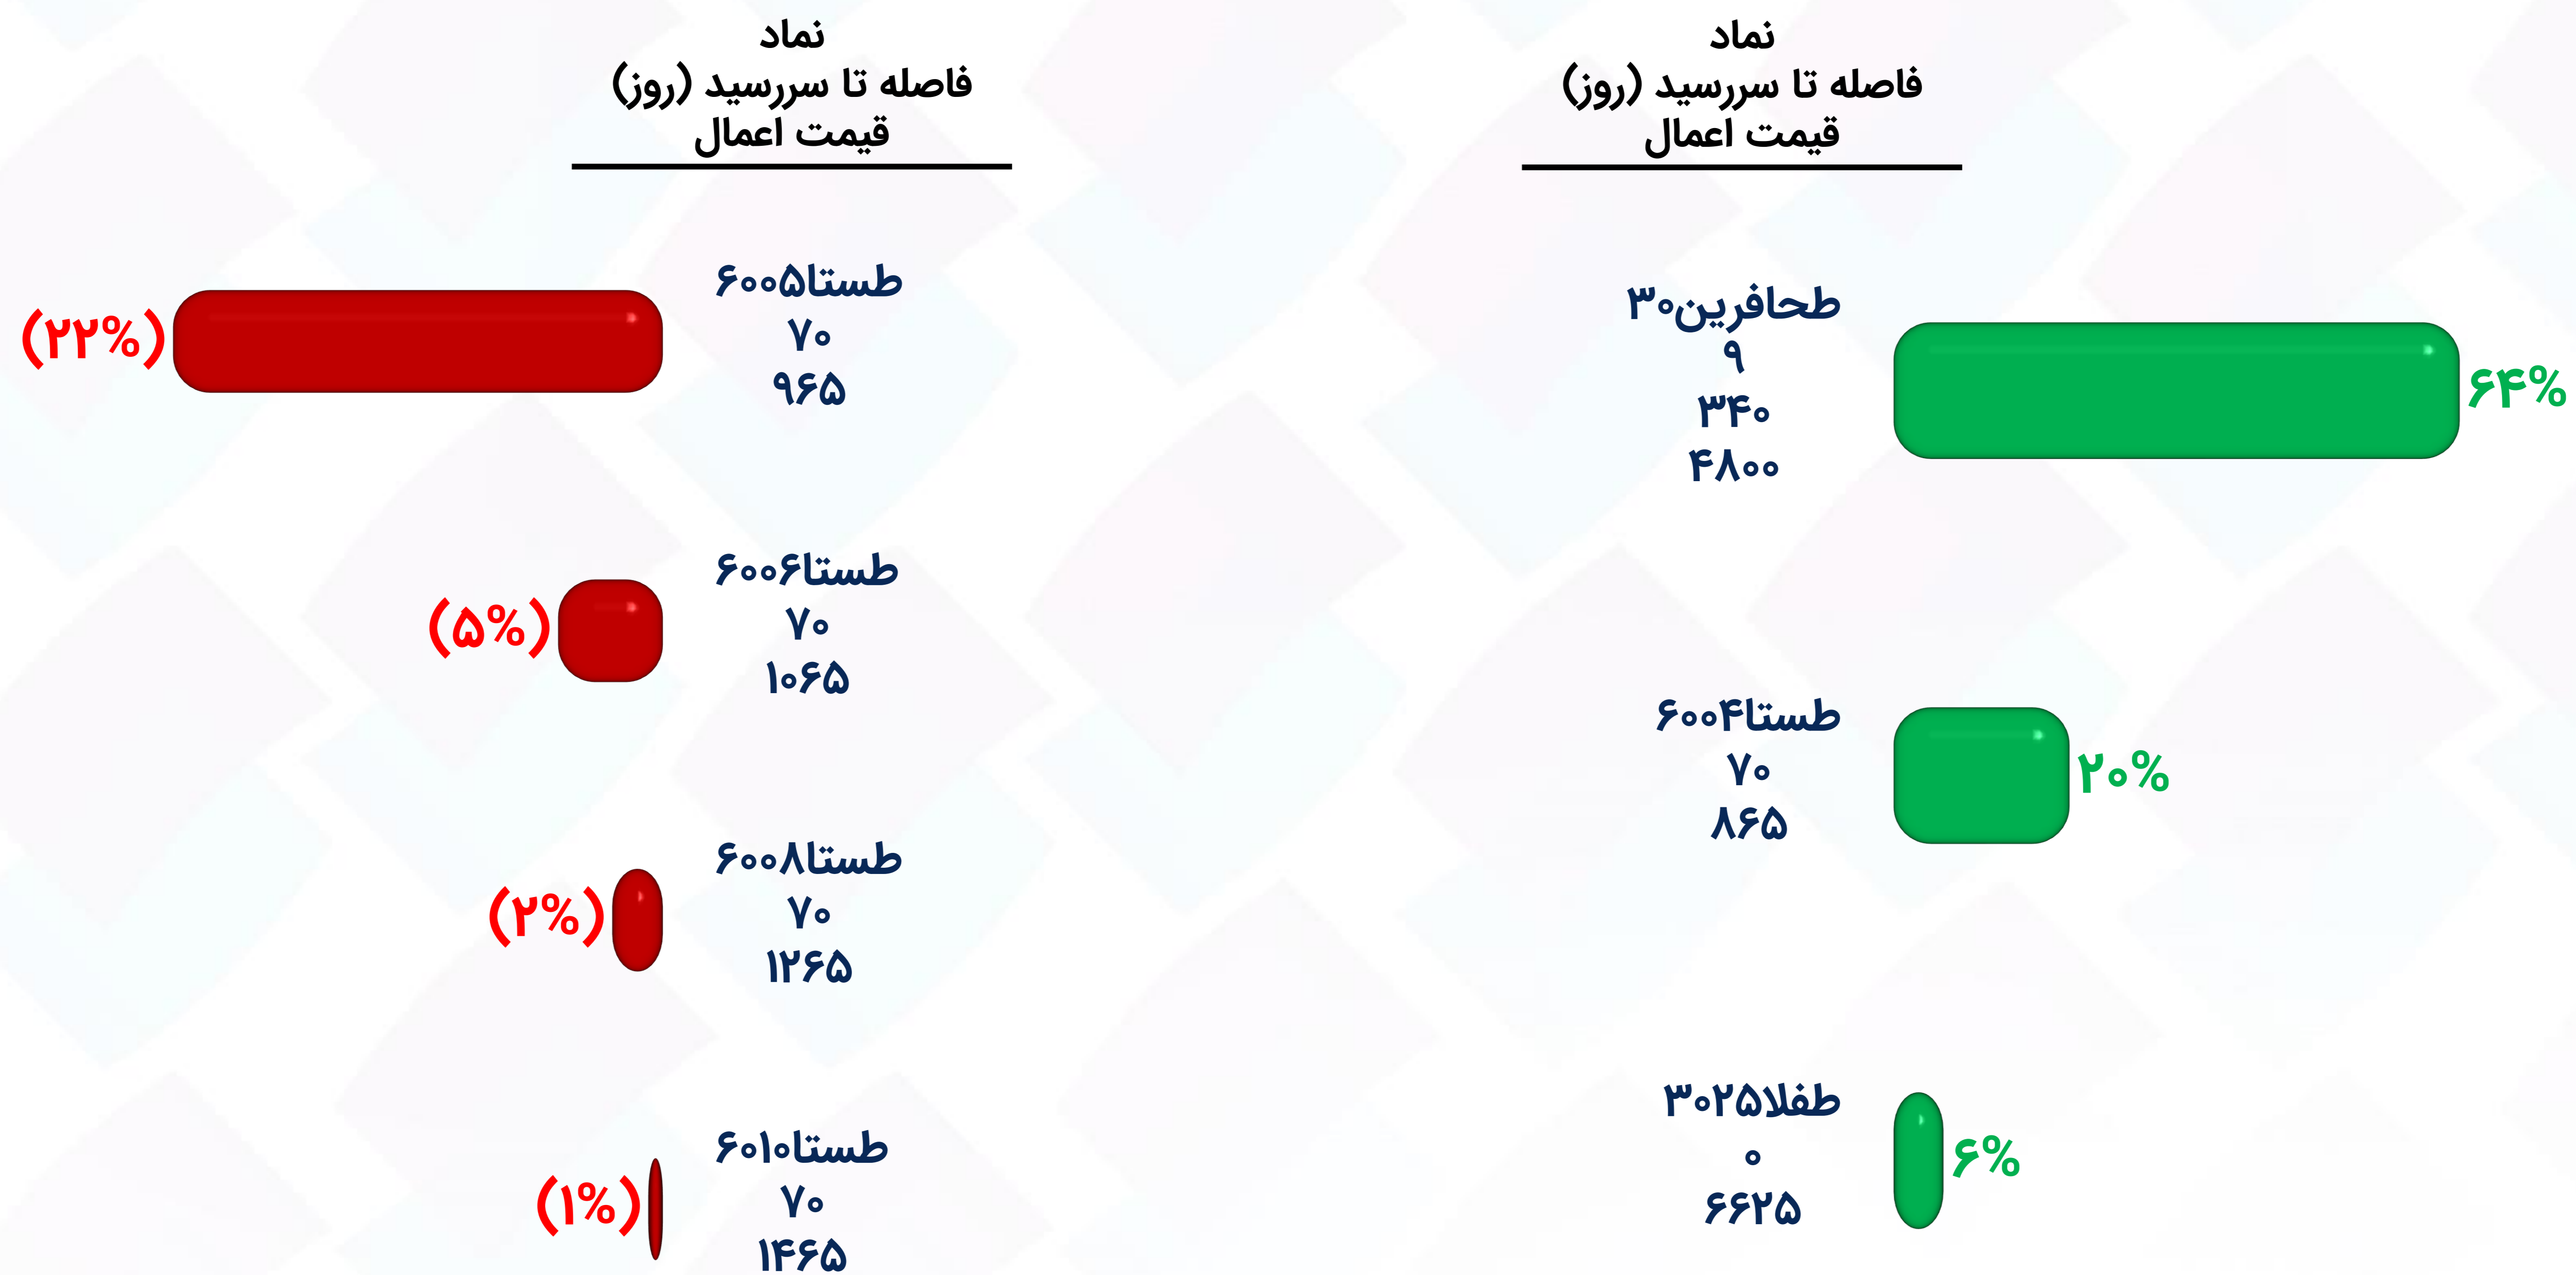 نماد
فاصله تا سررسید (روز)
قیمت اعمال
طحافرین۳۰
۹
۳۴۰
۴۸۰۰
۶۴%
طستا۶۰۰۴
۷۰
۸۶۵
۲۰%
طفلا۳۰۲۵
۰
۶۶۲۵
۶%
نماد
فاصله تا سررسید (روز)
قیمت اعمال
طستا۶۰۰۵
۷۰
۹۶۵
(۲۲%)
طستا۶۰۰۶
۷۰
۱۰۶۵
(۵%)
طستا۶۰۰۸
۷۰
۱۲۶۵
(۲%)
طستا۶۰۱۰
۷۰
۱۴۶۵
(۱%)